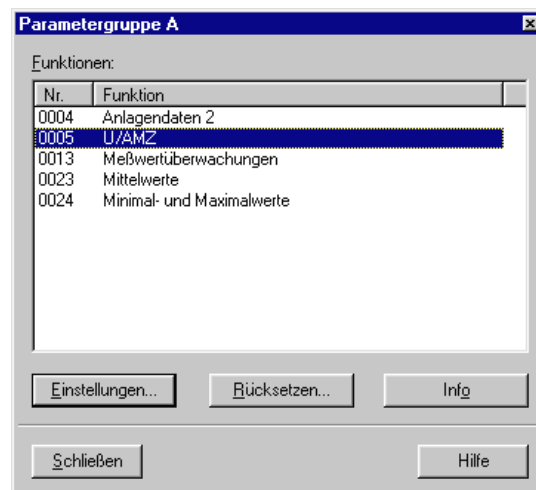 Parametergruppe A
Funktionen:
Nr. Funktion
0004 Anlagendaten 2
0005 U/AMZ
0013 Meßwertüberwachungen
0023 Mittelwerte
0024 Minimal- und Maximalwerte
Einstellungen... Rücksetzen... Info
Schließen Hilfe